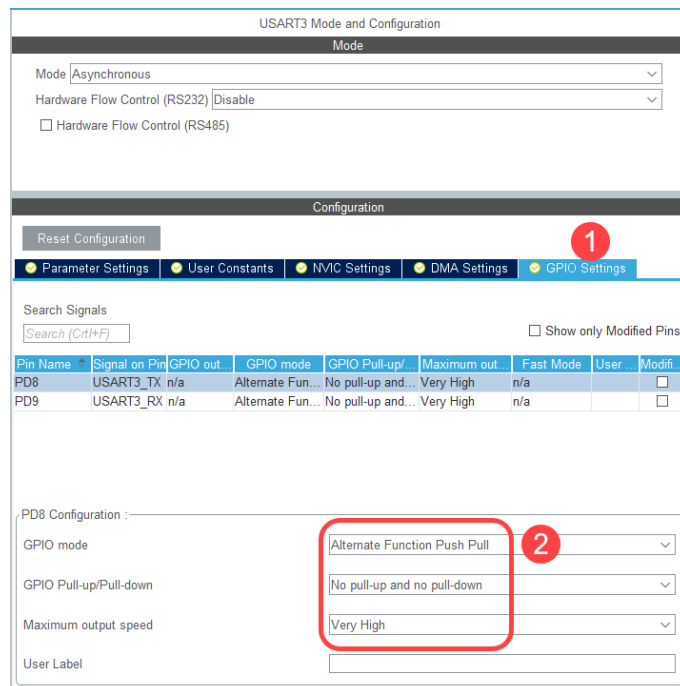 USART3 Mode and Configuration
Mode
Mode Asynchronous
Hardware Flow Control (RS232) Disable
Hardware Flow Control (RS485)
Configuration
Reset Configuration
1
Parameter Settings User Constants NVIC Settings DMA Settings GPIO Settings
Search Signals
Search (Crtl+F) Show only Modified Pins
Pin Name Signal on Pin GPIO out... GPIO mode GPIO Pull-up/... Maximum out... Fast Mode User ... Modifi...
PD8 USART3_TX n/a Alternate Fun... No pull-up and... Very High n/a
PD9 USART3_RX n/a Alternate Fun... No pull-up and... Very High n/a
PD8 Configuration :
GPIO mode Alternate Function Push Pull 2
GPIO Pull-up/Pull-down No pull-up and no pull-down
Maximum output speed Very High
User Label